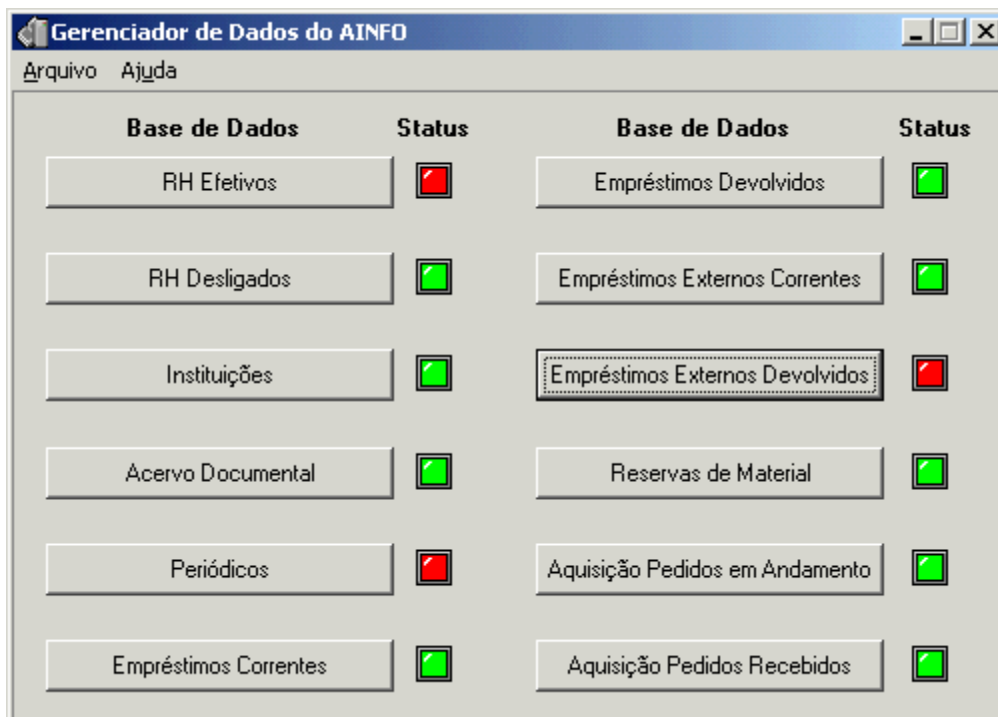 Gerenciador de Dados do AINFO
Arquivo Ajuda
Base de Dados Status Base de Dados Status
RH Efetivos Empréstimos Devolvidos
RH Desligados Empréstimos Externos Correntes
Instituições Empréstimos Externos Devolvidos
Acervo Documental Reservas de Material
Periódicos Aquisição Pedidos em Andamento
Empréstimos Correntes Aquisição Pedidos Recebidos